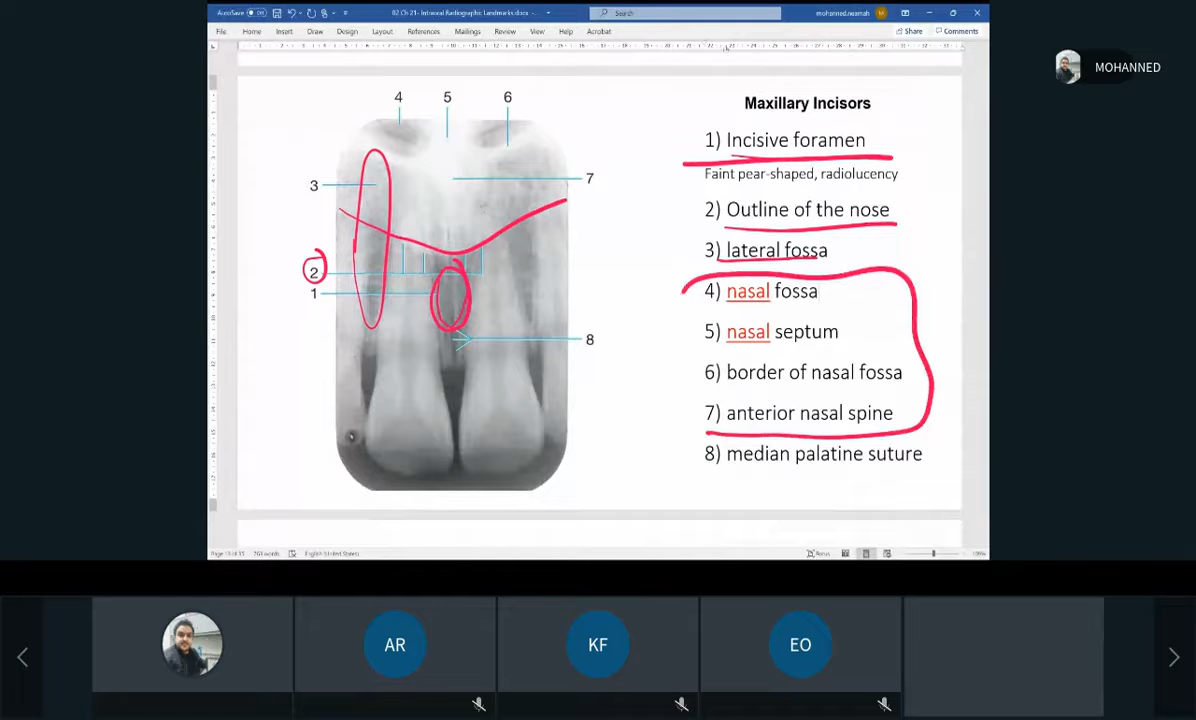 AutoSave Off
02 Ch 21- Intraoral Radiographic Landmarks.docx
Search
mohanned.neamah
File Home Insert Draw Design Layout References Mailings Review View Help Acrobat
Share Comments
MOHANNED
4 5 6
3
7
2
1
8
Maxillary Incisors
1) Incisive foramen
Faint pear-shaped, radiolucency
2) Outline of the nose
3) lateral fossa
4) nasal fossa
5) nasal septum
6) border of nasal fossa
7) anterior nasal spine
8) median palatine suture
English (United States)
Focus
AR
KF
EO